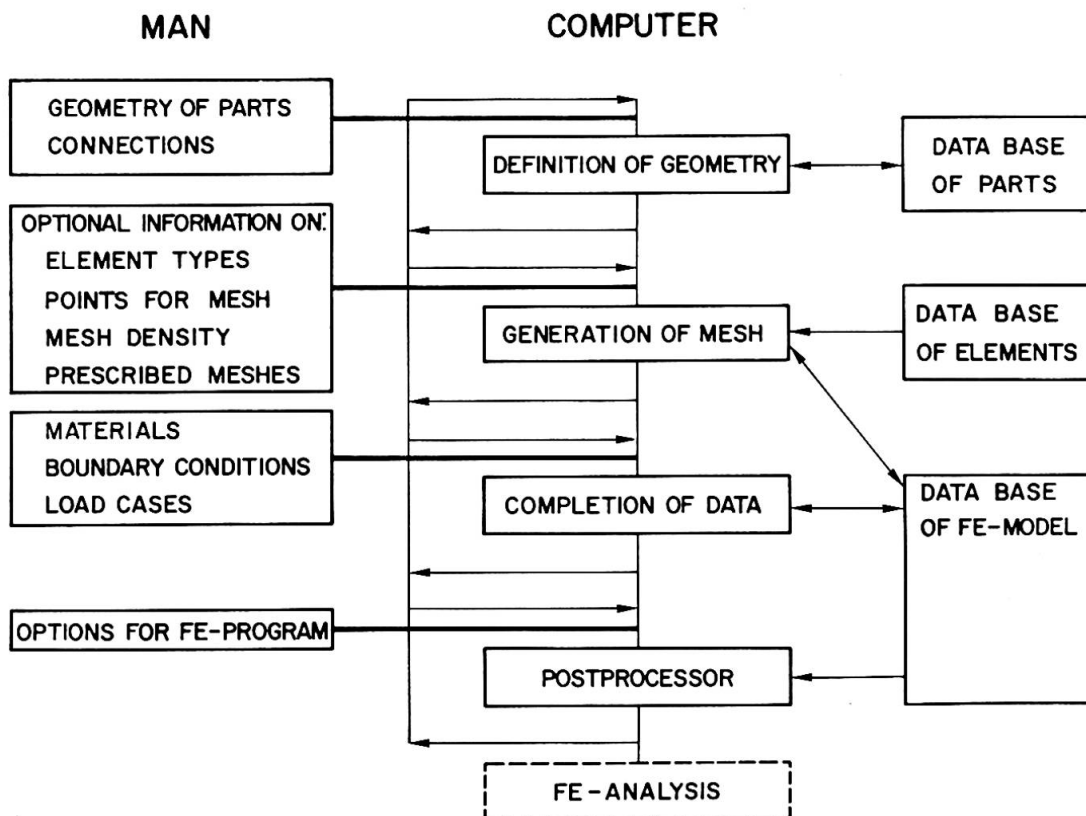 MAN
COMPUTER
GEOMETRY OF PARTS
CONNECTIONS
DEFINITION OF GEOMETRY
DATA BASE
OF PARTS
OPTIONAL INFORMATION ON:
ELEMENT TYPES
POINTS FOR MESH
MESH DENSITY
PRESCRIBED MESHES
GENERATION OF MESH
DATA BASE
OF ELEMENTS
MATERIALS
BOUNDARY CONDITIONS
LOAD CASES
COMPLETION OF DATA
DATA BASE
OF FE-MODEL
OPTIONS FOR FE-PROGRAM
POSTPROCESSOR
FE-ANALYSIS